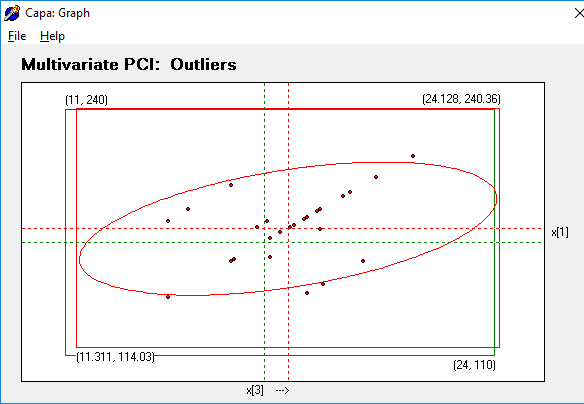 Capa: Graph
File Help
Multivariate PCI: Outliers
(11, 240)
(24.128, 240.36)
x[1]
(11.311, 114.03)
(24, 110)
x[3] --->